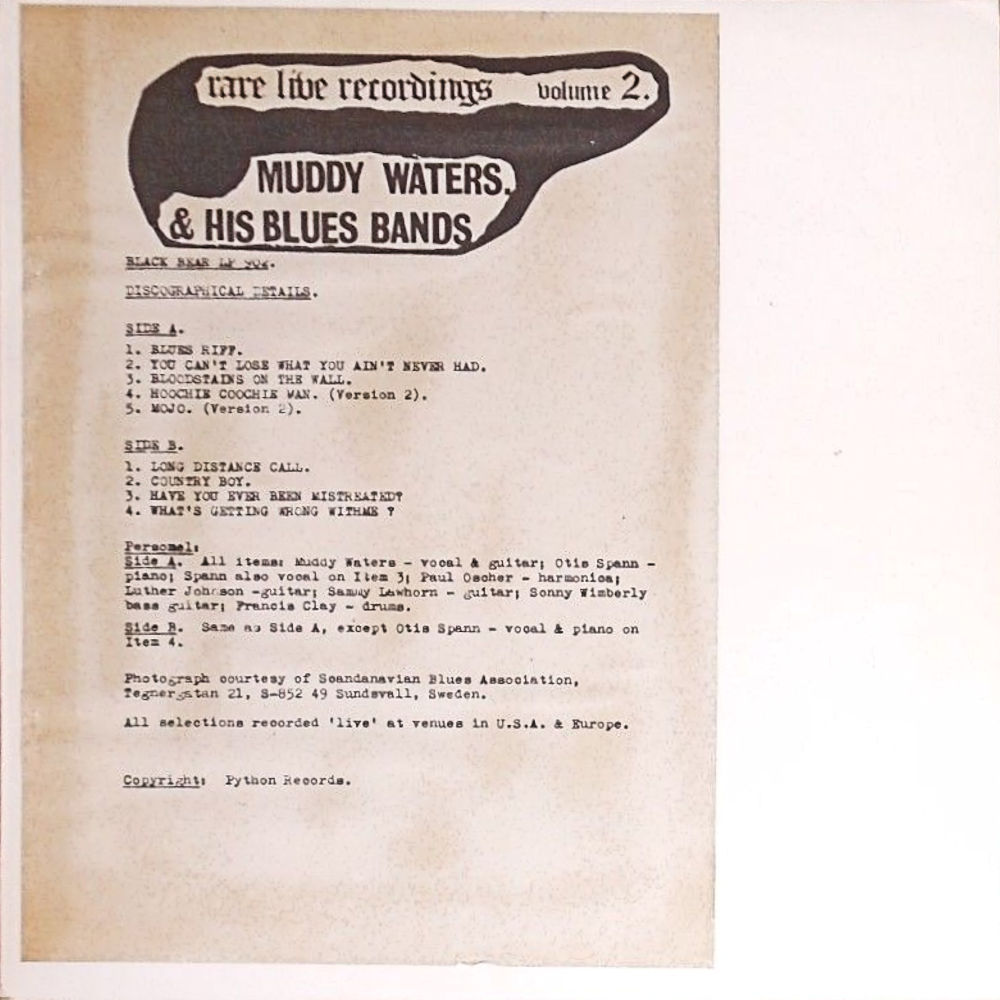 rare live recordings volume 2.
MUDDY WATERS.
& HIS BLUES BANDS
BLACK BEAR LP 902.
DISCOGRAPHICAL DETAILS.
SIDE A.
1. BLUES RIFF.
2. YOU CAN'T LOSE WHAT YOU AIN'T NEVER HAD.
3. BLOODSTAINS ON THE WALL.
4. HOOCHIE COOCHIE MAN. (Version 2).
5. MOJO. (Version 2).
SIDE B.
1. LONG DISTANCE CALL.
2. COUNTRY BOY.
3. HAVE YOU EVER BEEN MISTREATED?
4. WHAT'S GETTING WRONG WITHME ?
Personel:
Side A. All items: Muddy Waters - vocal & guitar; Otis Spann -
piano; Spann also vocal on Item 3; Paul Oscher - harmonica;
Luther Johnson -guitar; Sammy Lawhorn - guitar; Sonny Wimberly
bass guitar; Francis Clay - drums.
Side B. Same as Side A, except Otis Spann - vocal & piano on
Item 4.
Photograph courtesy of Scandanavian Blues Association,
Tegnergatan 21, S-852 49 Sundsvall, Sweden.
All selections recorded 'live' at venues in U.S.A. & Europe.
Copyright: Python Records.